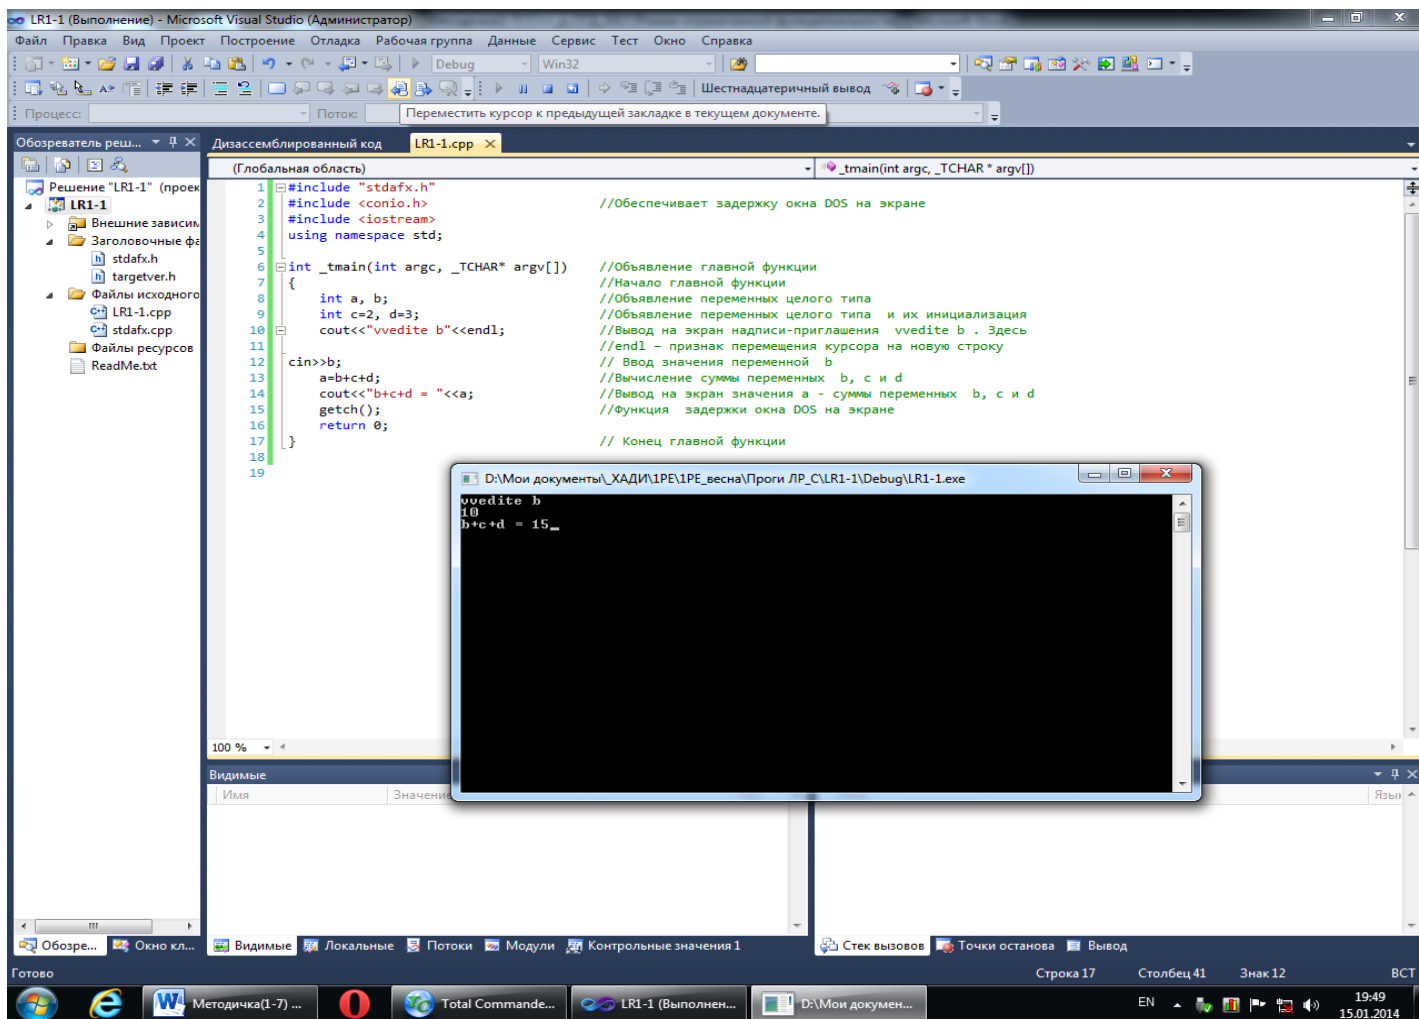 LR1-1 (Выполнение) - Microsoft Visual Studio (Администратор)
Файл Правка Вид Проект Построение Отладка Рабочая группа Данные Сервис Тест Окно Справка
Debug Win32
Шестнадцатеричный вывод
Процесс: Поток: Переместить курсор к предыдущей закладке в текущем документе.
Обозреватель реш...
Решение "LR1-1" (проек
LR1-1
Внешние зависим
Заголовочные фа
stdafx.h
targetver.h
Файлы исходного
LR1-1.cpp
stdafx.cpp
Файлы ресурсов
ReadMe.txt
Дизассемблированный код LR1-1.cpp
(Глобальная область) _tmain(int argc, _TCHAR * argv[])
1 #include "stdafx.h"
2 #include <conio.h> //Обеспечивает задержку окна DOS на экране
3 #include <iostream>
4 using namespace std;
5
6 int _tmain(int argc, _TCHAR* argv[]) //Объявление главной функции
7 { //Начало главной функции
8 int a, b; //Объявление переменных целого типа
9 int c=2, d=3; //Объявление переменных целого типа и их инициализация
10 cout<<"vvedite b"<<endl; //Вывод на экран надписи-приглашения vvedite b . Здесь
11 //endl – признак перемещения курсора на новую строку
12 cin>>b; // Ввод значения переменной b
13 a=b+c+d; //Вычисление суммы переменных b, c и d
14 cout<<"b+c+d = "<<a; //Вывод на экран значения a - суммы переменных b, c и d
15 getch(); //Функция задержки окна DOS на экране
16 return 0;
17 } // Конец главной функции
18
19
D:\Мои документы\_ХАДИ\1PE\1PE_весна\Проги ЛР_C\LR1-1\Debug\LR1-1.exe
vvedite b
10
b+c+d = 15_
100 %
Видимые
Имя Значение
Язык
Обозре... Окно кл... Видимые Локальные Потоки Модули Контрольные значения 1 Стек вызовов Точки останова Вывод
Готово Строка 17 Столбец 41 Знак 12 ВСТ
Методичка(1-7) ... Total Commande... LR1-1 (Выполнен... D:\Мои докумен... EN 19:49
15.01.2014